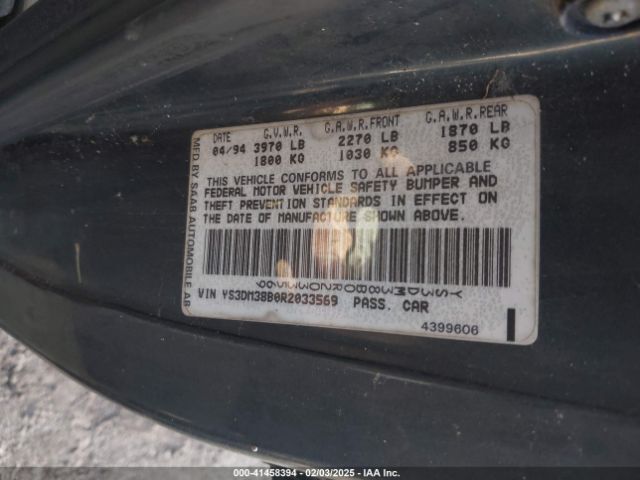 MFD BY SAAB AUTOMOBILE AB
DATE G.V.W.R. G.A.W.R.FRONT G.A.W.R.REAR
04/94 3970 LB 2270 LB 1870 LB
1800 KG 1030 KG 850 KG
THIS VEHICLE CONFORMS TO ALL APPLICABLE
FEDERAL MOTOR VEHICLE SAFETY BUMPER AND
THEFT PREVENTION STANDARDS IN EFFECT ON
THE DATE OF MANUFACTURE SHOWN ABOVE.
YS3DM38B0R2033569
VIN YS3DM38B0R2033569 PASS. CAR
4399606
000-41458394 - 02/03/2025 - IAA Inc.